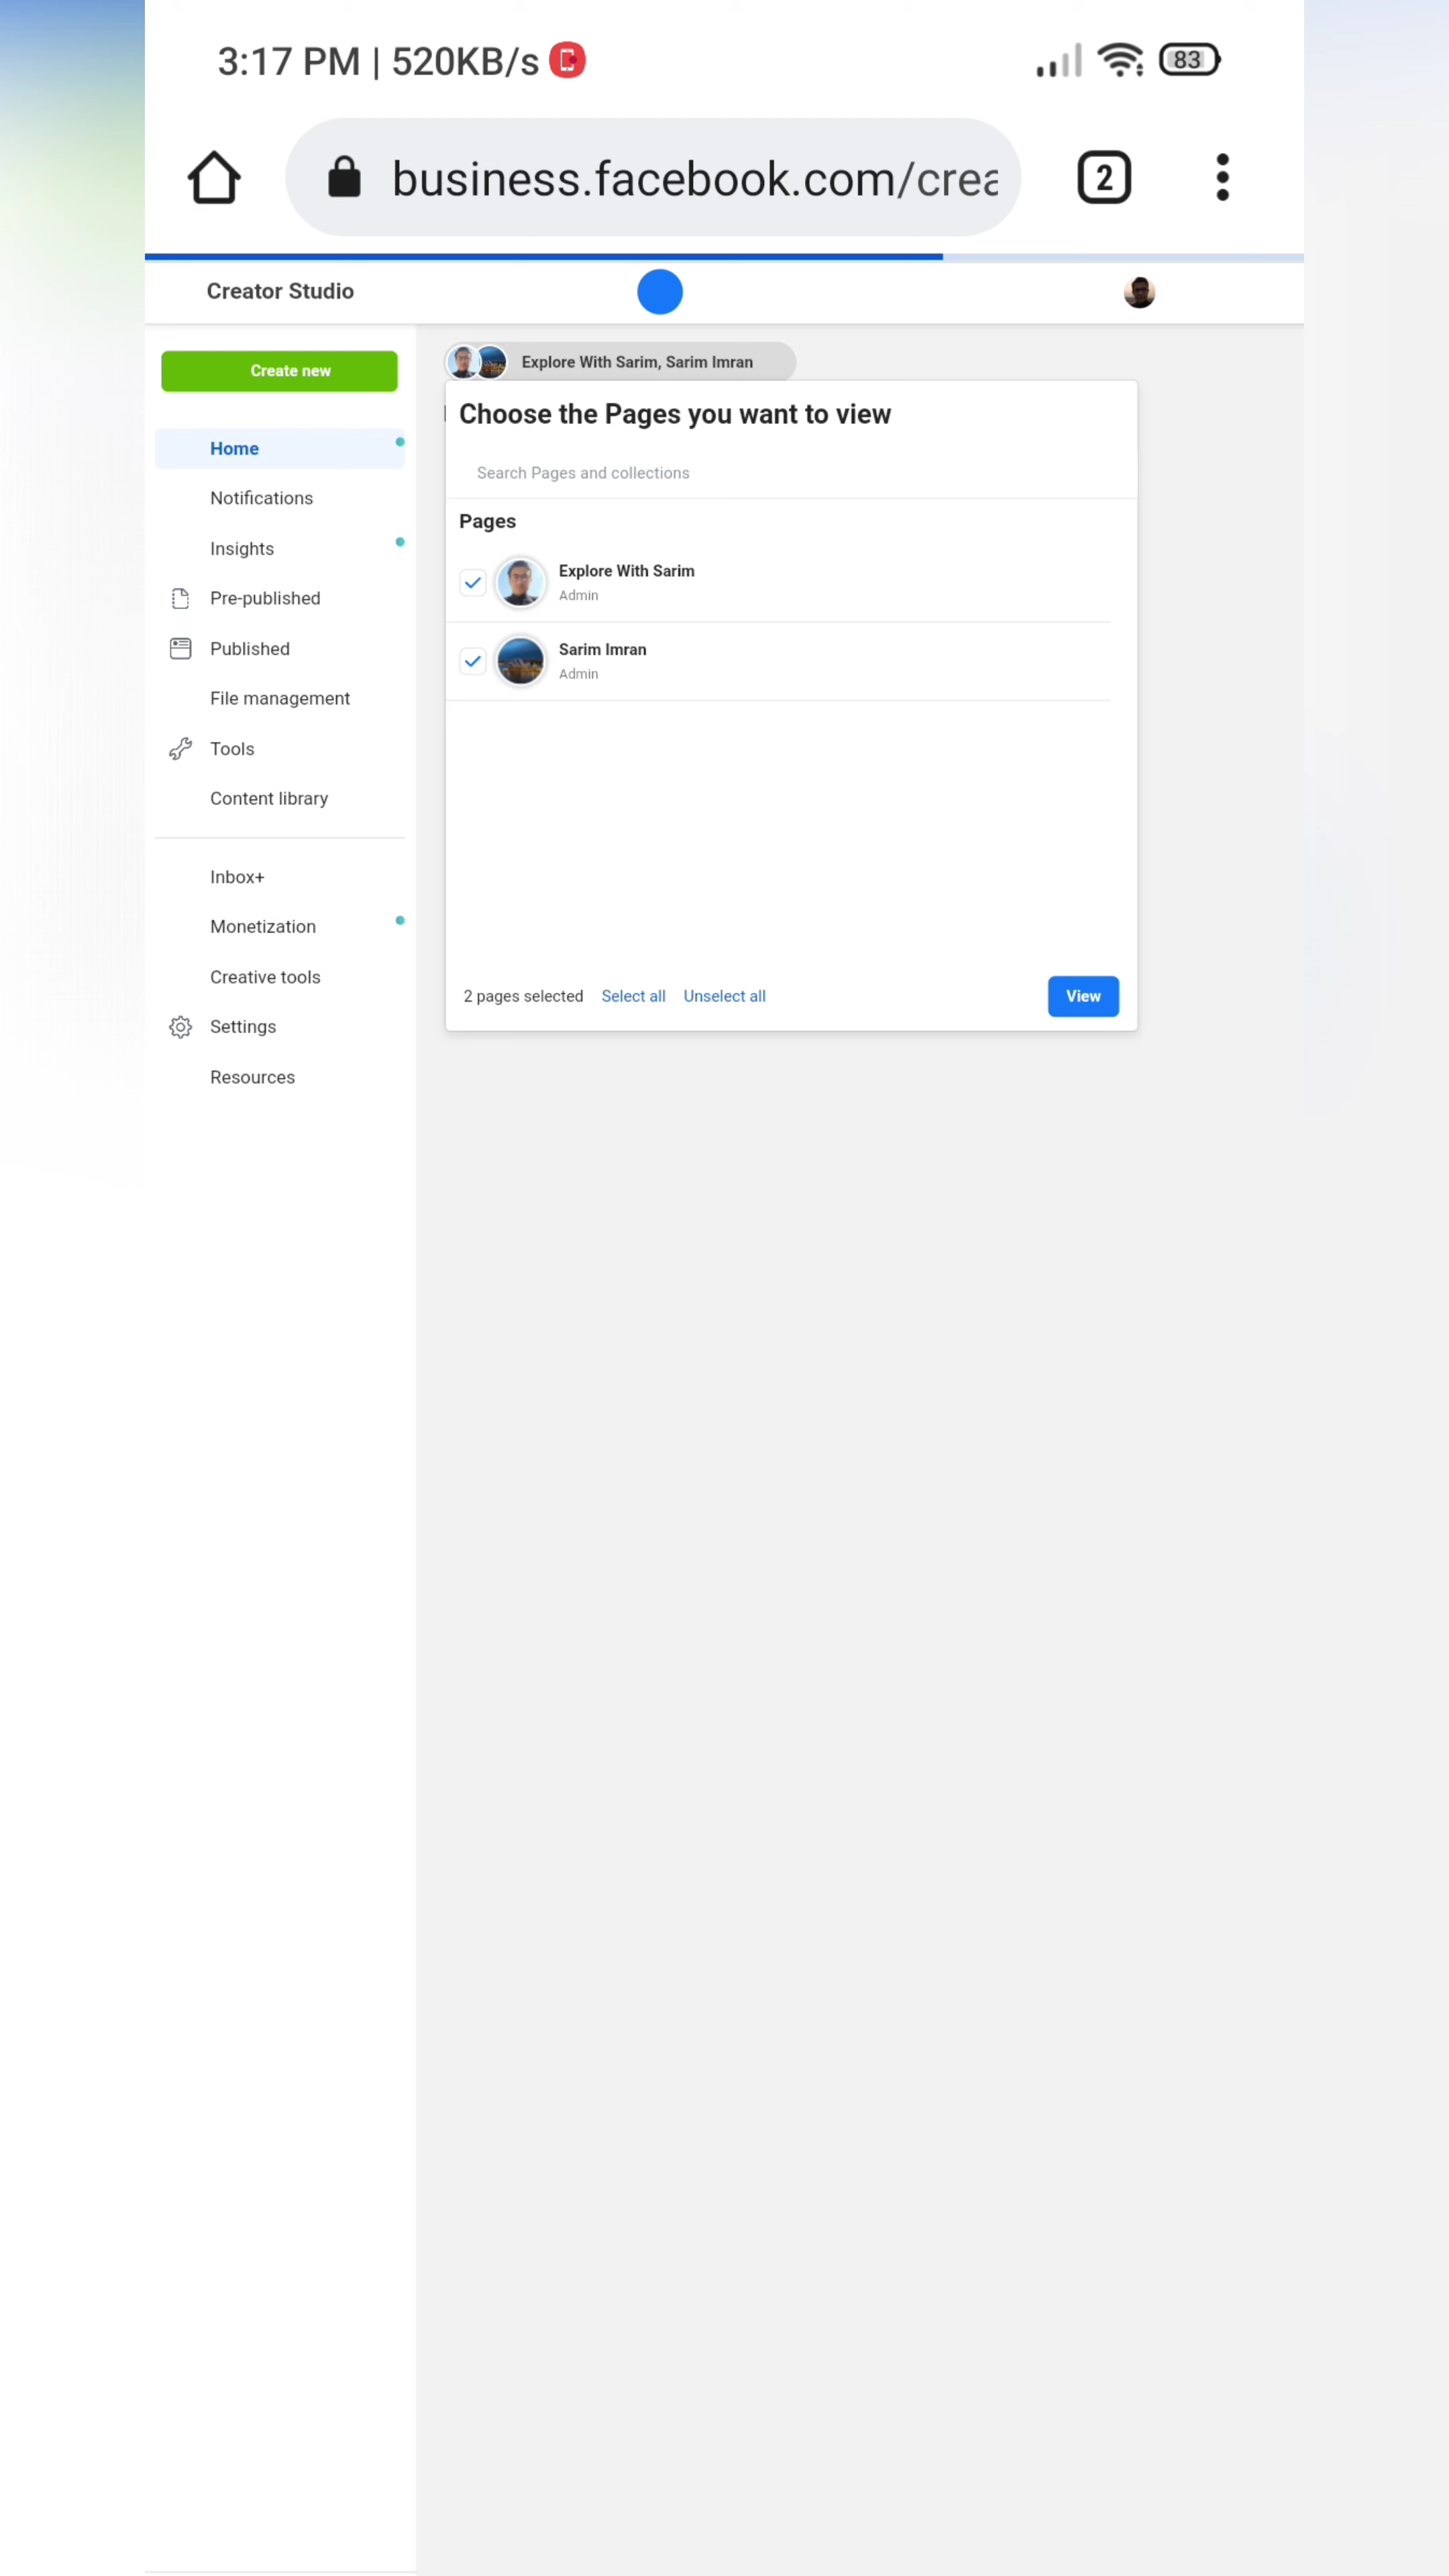 3:17 PM | 520KB/s
83
business.facebook.com/crea
2
Creator Studio
Create new
Home
Notifications
Insights
Pre-published
Published
File management
Tools
Content library
Inbox+
Monetization
Creative tools
Settings
Resources
Explore With Sarim, Sarim Imran
Choose the Pages you want to view
Search Pages and collections
Pages
Explore With Sarim
Admin
Sarim Imran
Admin
2 pages selected Select all Unselect all View